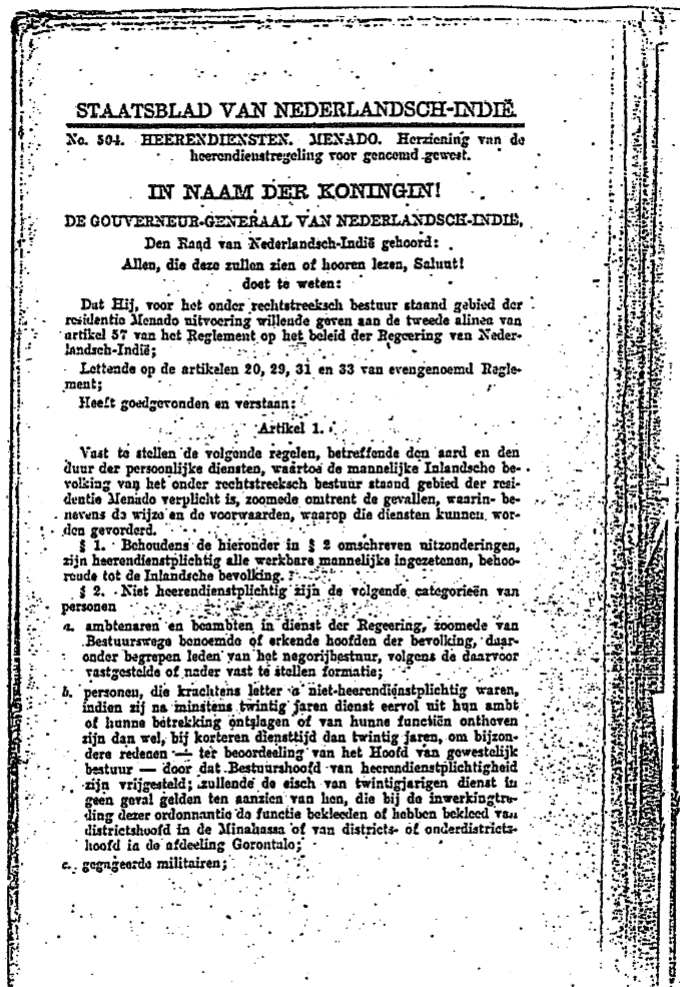 STAATSBLAD VAN NEDERLANDSCH-INDIË.
No. 504. HEERENDIENSTEN. MENADO. Herziening van de
heerendienstregeling voor genoemd gewest.
IN NAAM DER KONINGIN!
DE GOUVERNEUR-GENERAAL VAN NEDERLANDSCH-INDIË,
Den Raad van Nederlandsch-Indië gehoord:
Allen, die deze zullen zien of hooren lezen, Saluut!
doet te weten:
Dat Hij, voor het onder rechtstreeksch bestuur staand gebied der
residentie Menado uitvoering willende geven aan de tweede alinea van
artikel 57 van het Reglement op het beleid der Regeering van Neder-
landsch-Indië;
Lettende op de artikelen 20, 29, 31 en 33 van evengenoemd Regle-
ment;
Heeft goedgevonden en verstaan:
Artikel 1.
Vast te stellen de volgende regelen, betreffende den aard en den
duur der persoonlijke diensten, waartoe de mannelijke Inlandsche be-
volking van het onder rechtstreeksch bestuur staand gebied der resi-
dentie Menado verplicht is, zoomede omtrent de gevallen, waarin be-
nevens de wijze en de voorwaarden, waarop die diensten kunnen wor-
den gevorderd.
§ 1. Behoudens de hieronder in § 2 omschreven uitzonderingen,
zijn heerendienstplichtig alle werkbare mannelijke ingezetenen, behoo-
rende tot de Inlandsche bevolking.
§ 2. Niet heerendienstplichtig zijn de volgende categorieën van
personen
a. ambtenaren en beambten in dienst der Regeering, zoomede van
Bestuurswege benoemde of erkende hoofden der bevolking, daar-
onder begrepen leden van het negorijbestuur, volgens de daarvoor
vastgestelde of nader vast te stellen formatie;
b. personen, die krachtens letter a niet-heerendienstplichtig waren,
indien zij na minstens twintig jaren dienst eervol uit hun ambt
of hunne betrekking ontslagen of van hunne functiën ontheven
zijn dan wel, bij korteren diensttijd dan twintig jaren, om bijzon-
dere redenen — ter beoordeeling van het Hoofd van gewestelijk
bestuur — door dat Bestuurshoofd van heerendienstplichtigheid
zijn vrijgesteld; zullende de eisch van twintigjarigen dienst in
geen geval gelden ten aanzien van hen, die bij de inwerkingtre-
ding dezer ordonnantie de functie bekleeden of hebben bekleed van
districtshoofd in de Minahassa of van districts- of onderdistricts-
hoofd in de afdeeling Gorontalo;
c. gegageerde militairen;